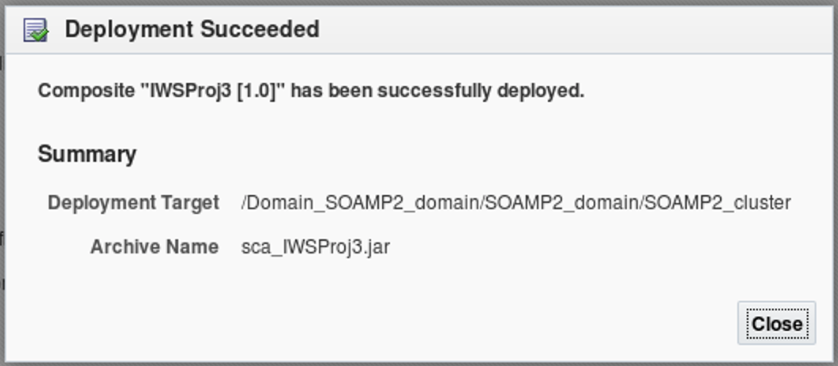 Deployment Succeeded
Composite "IWSProj3 [1.0]" has been successfully deployed.
Summary
Deployment Target /Domain_SOAMP2_domain/SOAMP2_domain/SOAMP2_cluster
Archive Name sca_IWSProj3.jar
Close